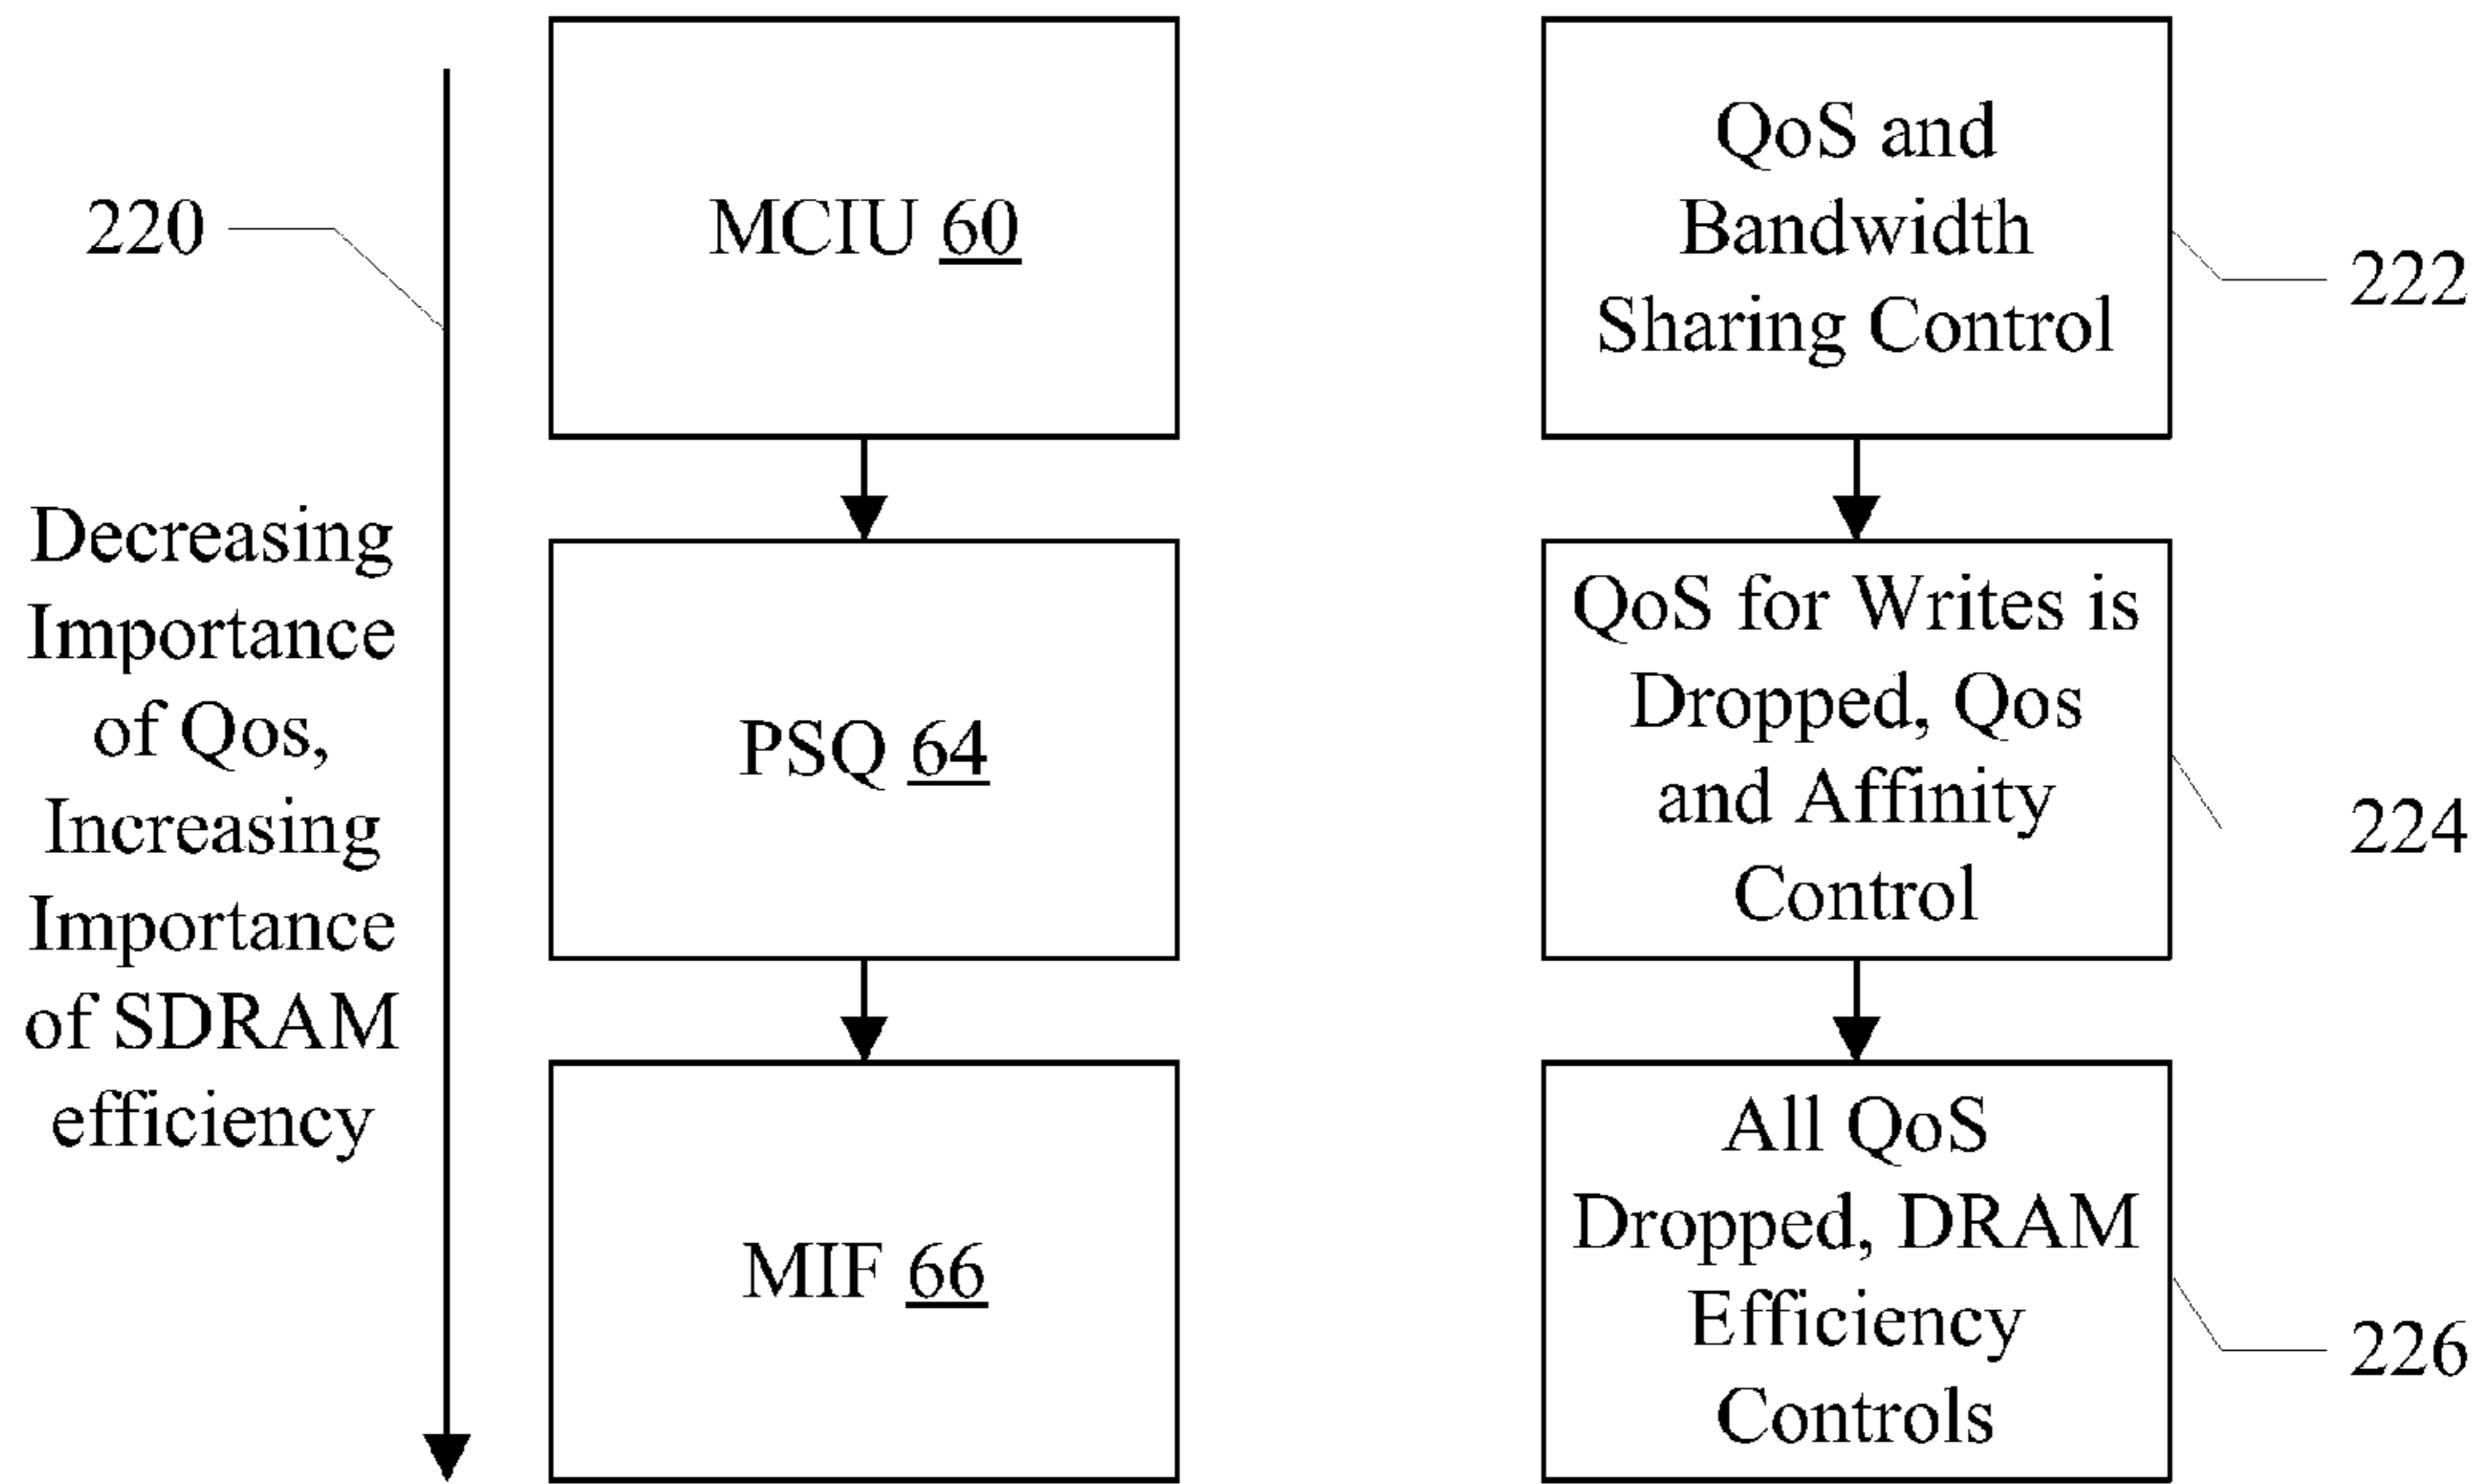 220
Decreasing
Importance
of Qos,
Increasing
Importance
of SDRAM
efficiency
MCIU 60
PSQ 64
MIF 66
QoS and
Bandwidth
Sharing Control
222
QoS for Writes is
Dropped, Qos
and Affinity
Control
224
All QoS
Dropped, DRAM
Efficiency
Controls
226